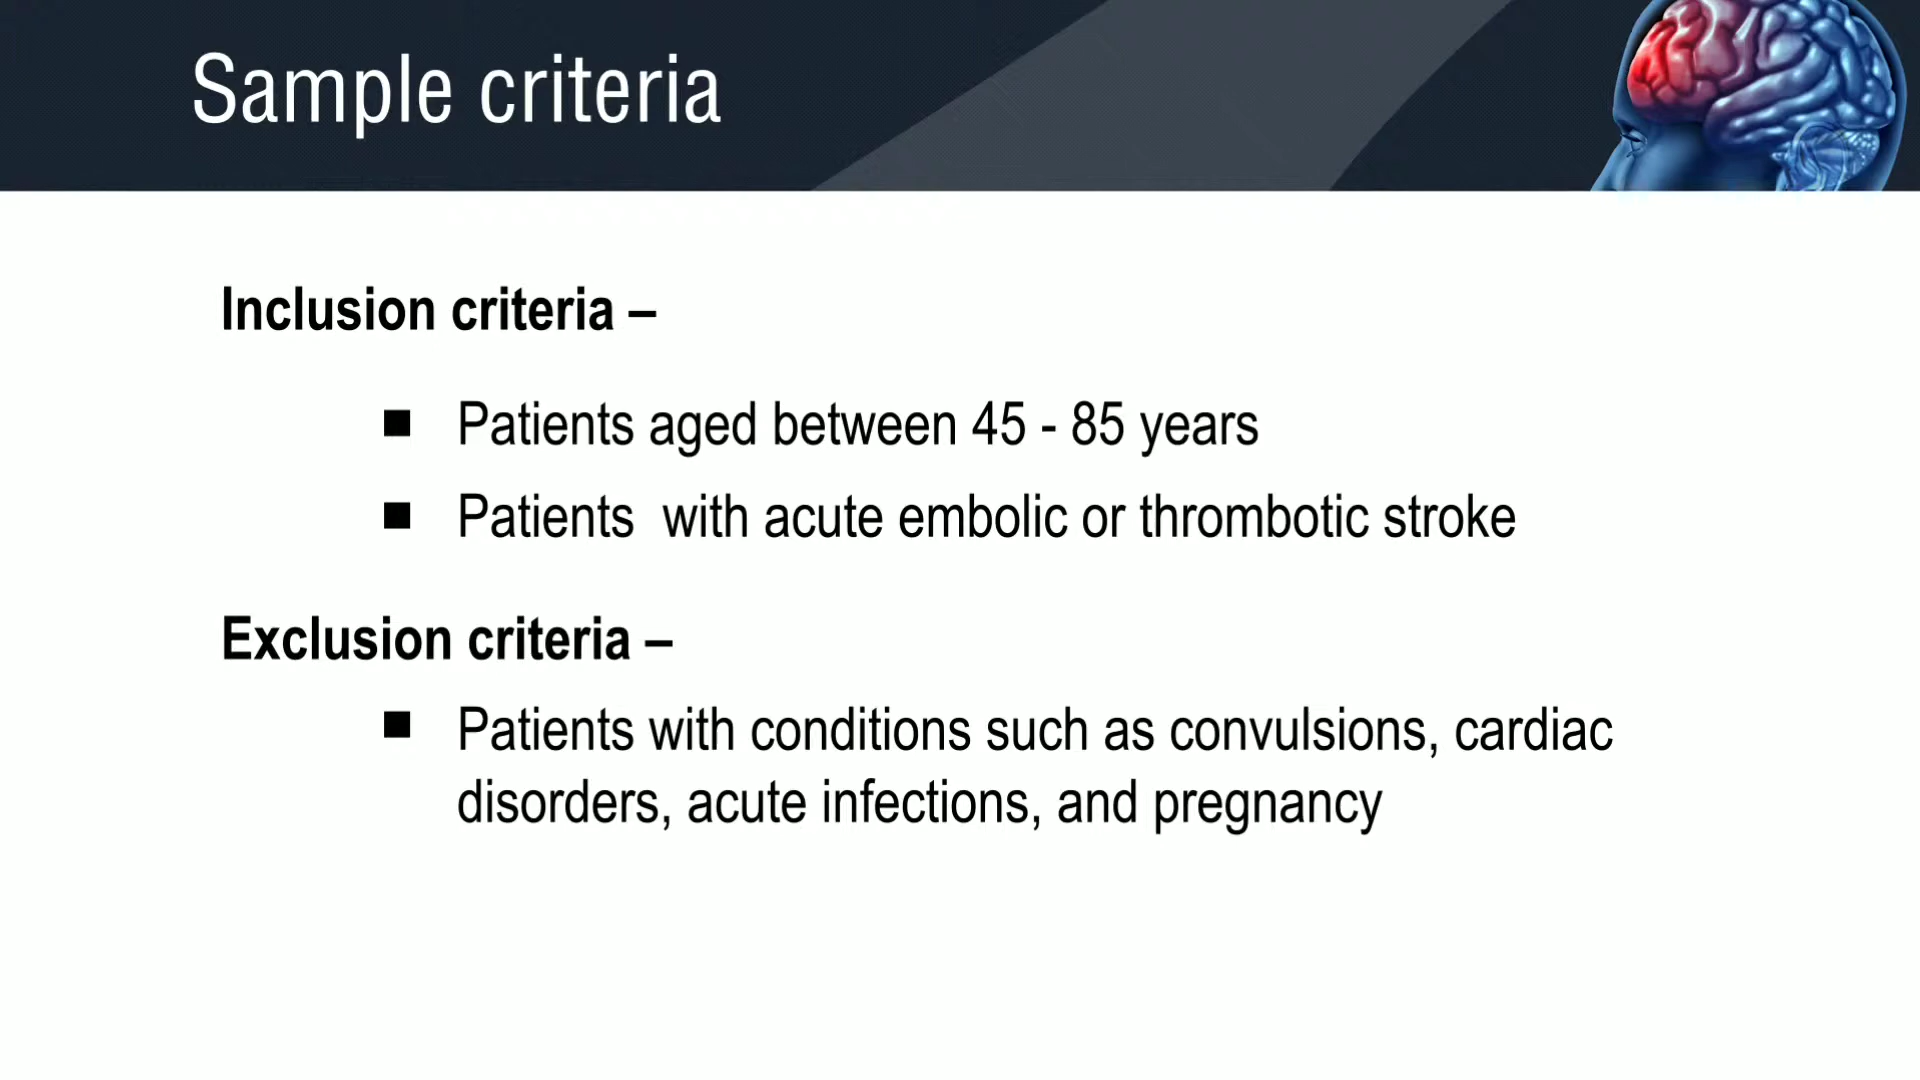 Sample criteria
Inclusion criteria –
■ Patients aged between 45 - 85 years
■ Patients  with acute embolic or thrombotic stroke
Exclusion criteria –
■ Patients with conditions such as convulsions, cardiac
disorders, acute infections, and pregnancy